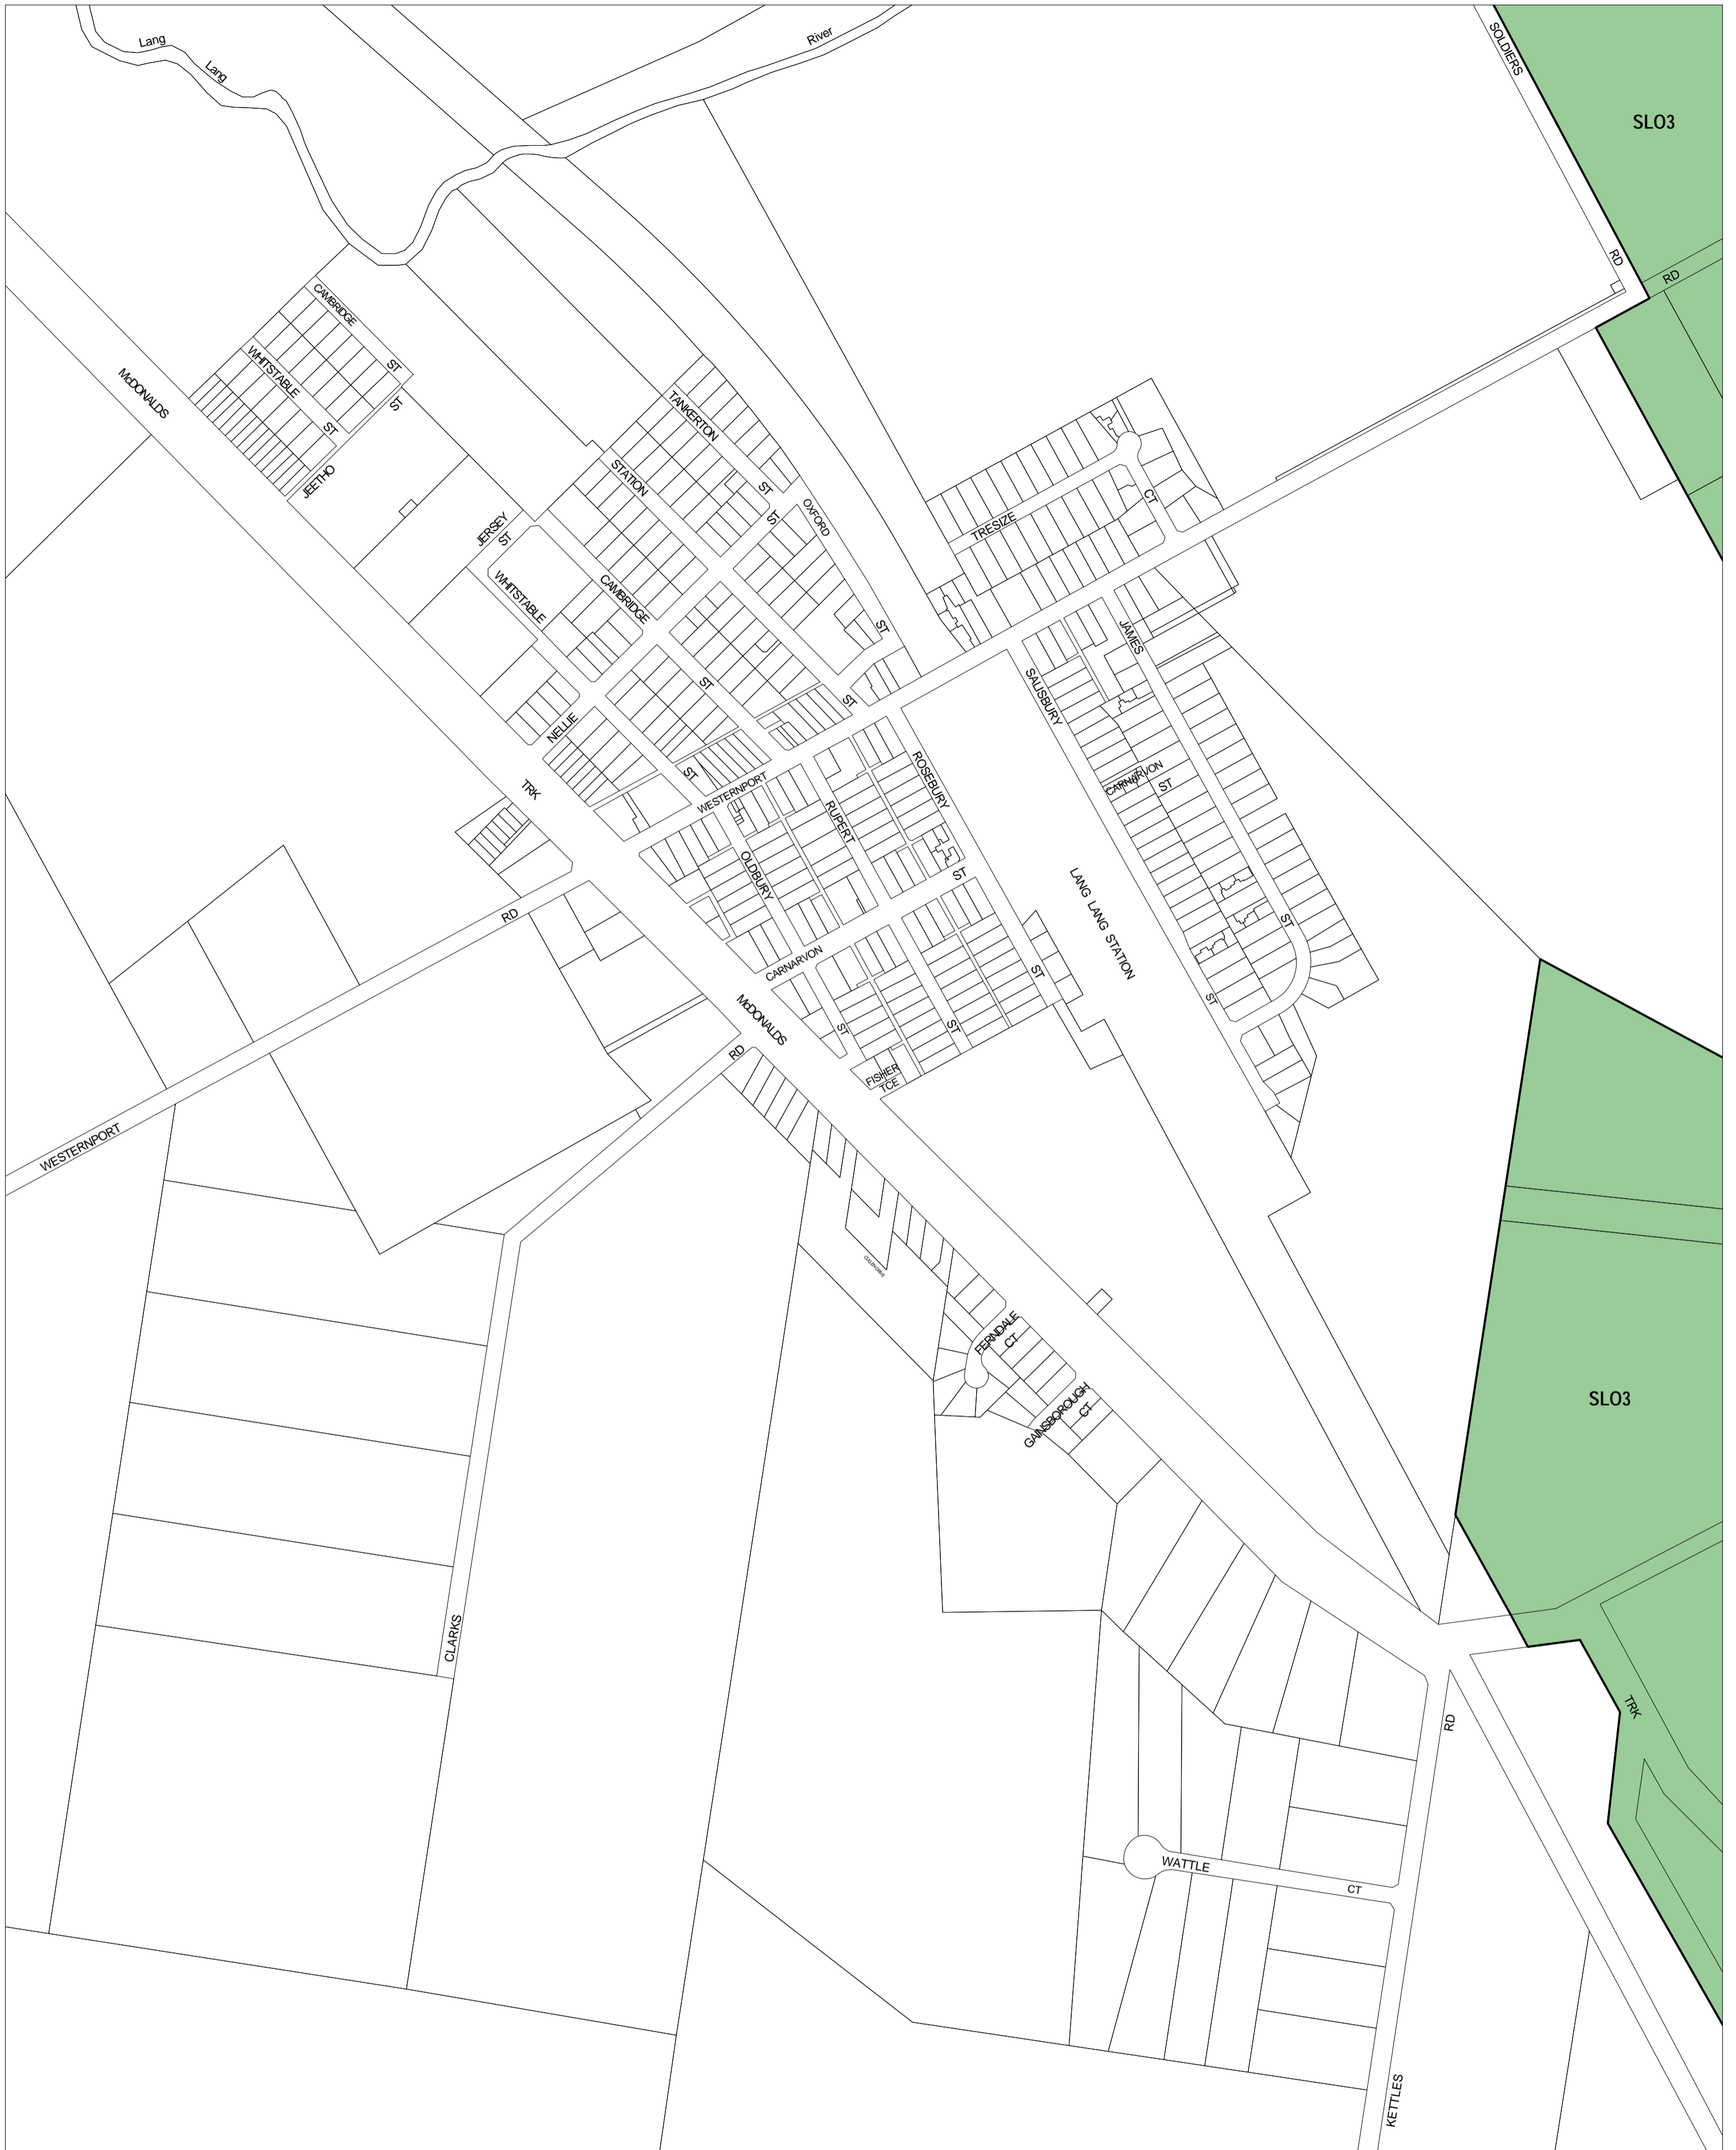 Lang
Lang
River
SOLDIERS
RD
SLO3
RD
CAMBRIDGE
ST
WHITSTABLE
ST
ST
JEETHO
McDONALDS
TANKERTON
ST
STATION
ST
OXFORD
ST
JERSEY
ST
WHITSTABLE
CAMBRIDGE
TRESIZE
CT
ST
ST
NELLIE
ST
TRK
WESTERNPORT
JAMES
SALISBURY
CARNARVON
ST
ROSEBURY
RUPERT
OLDBURY
ST
LANG LANG STATION
ST
ST
RD
CARNARVON
ST
McDONALDS
ST
ST
RD
FISHER
TCE
WESTERNPORT
FERNDALE
CT
GAINSBOROUGH
CT
SLO3
CLARKS
TRK
RD
WATTLE
CT
KETTLES